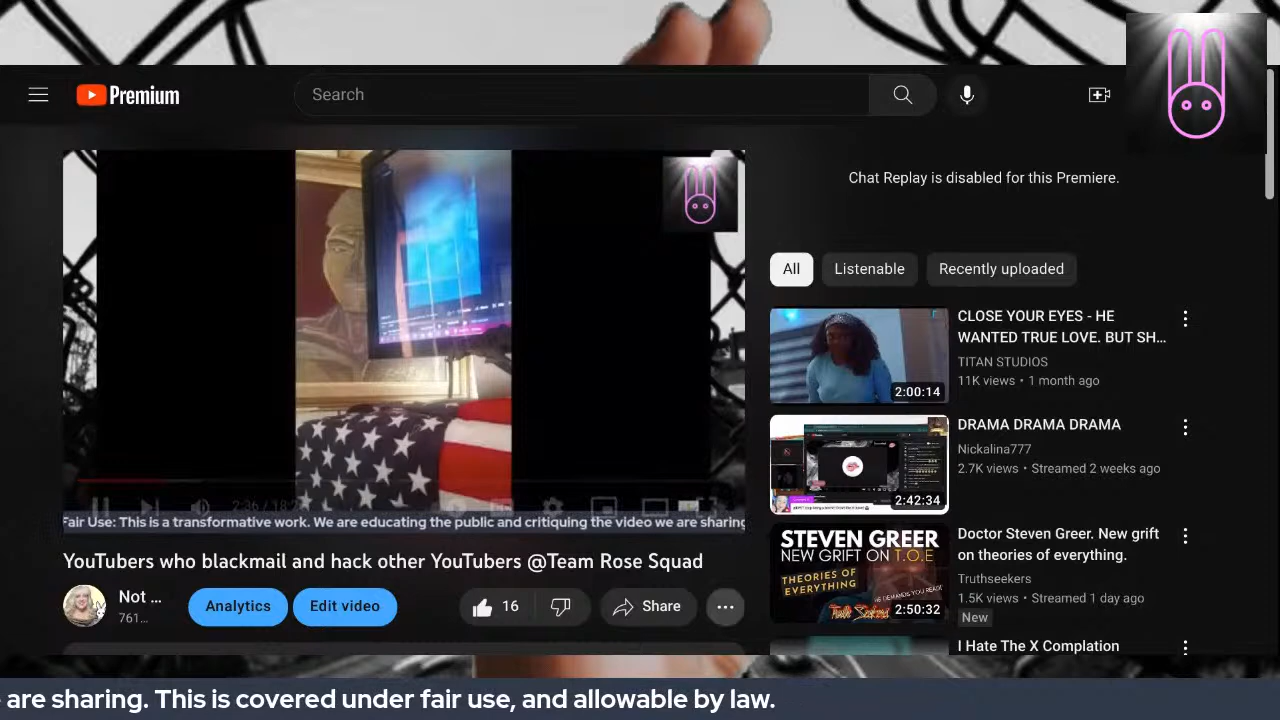 Premium
Search
Chat Replay is disabled for this Premiere.
All
Listenable
Recently uploaded
Fair Use: This is a transformative work. We are educating the public and critiquing the video we are sharing
YouTubers who blackmail and hack other YouTubers @Team Rose Squad
Not ...
761...
Analytics
Edit video
16
Share
CLOSE YOUR EYES - HE
WANTED TRUE LOVE. BUT SH...
TITAN STUDIOS
11K views • 1 month ago
2:00:14
DRAMA DRAMA DRAMA
Nickalina777
2.7K views • Streamed 2 weeks ago
2:42:34
STEVEN GREER
NEW GRIFT ON T.O.E
THEORIES OF
EVERYTHING
2:50:32
Doctor Steven Greer. New grift
on theories of everything.
Truthseekers
1.5K views • Streamed 1 day ago
New
I Hate The X Complation
are sharing. This is covered under fair use, and allowable by law.